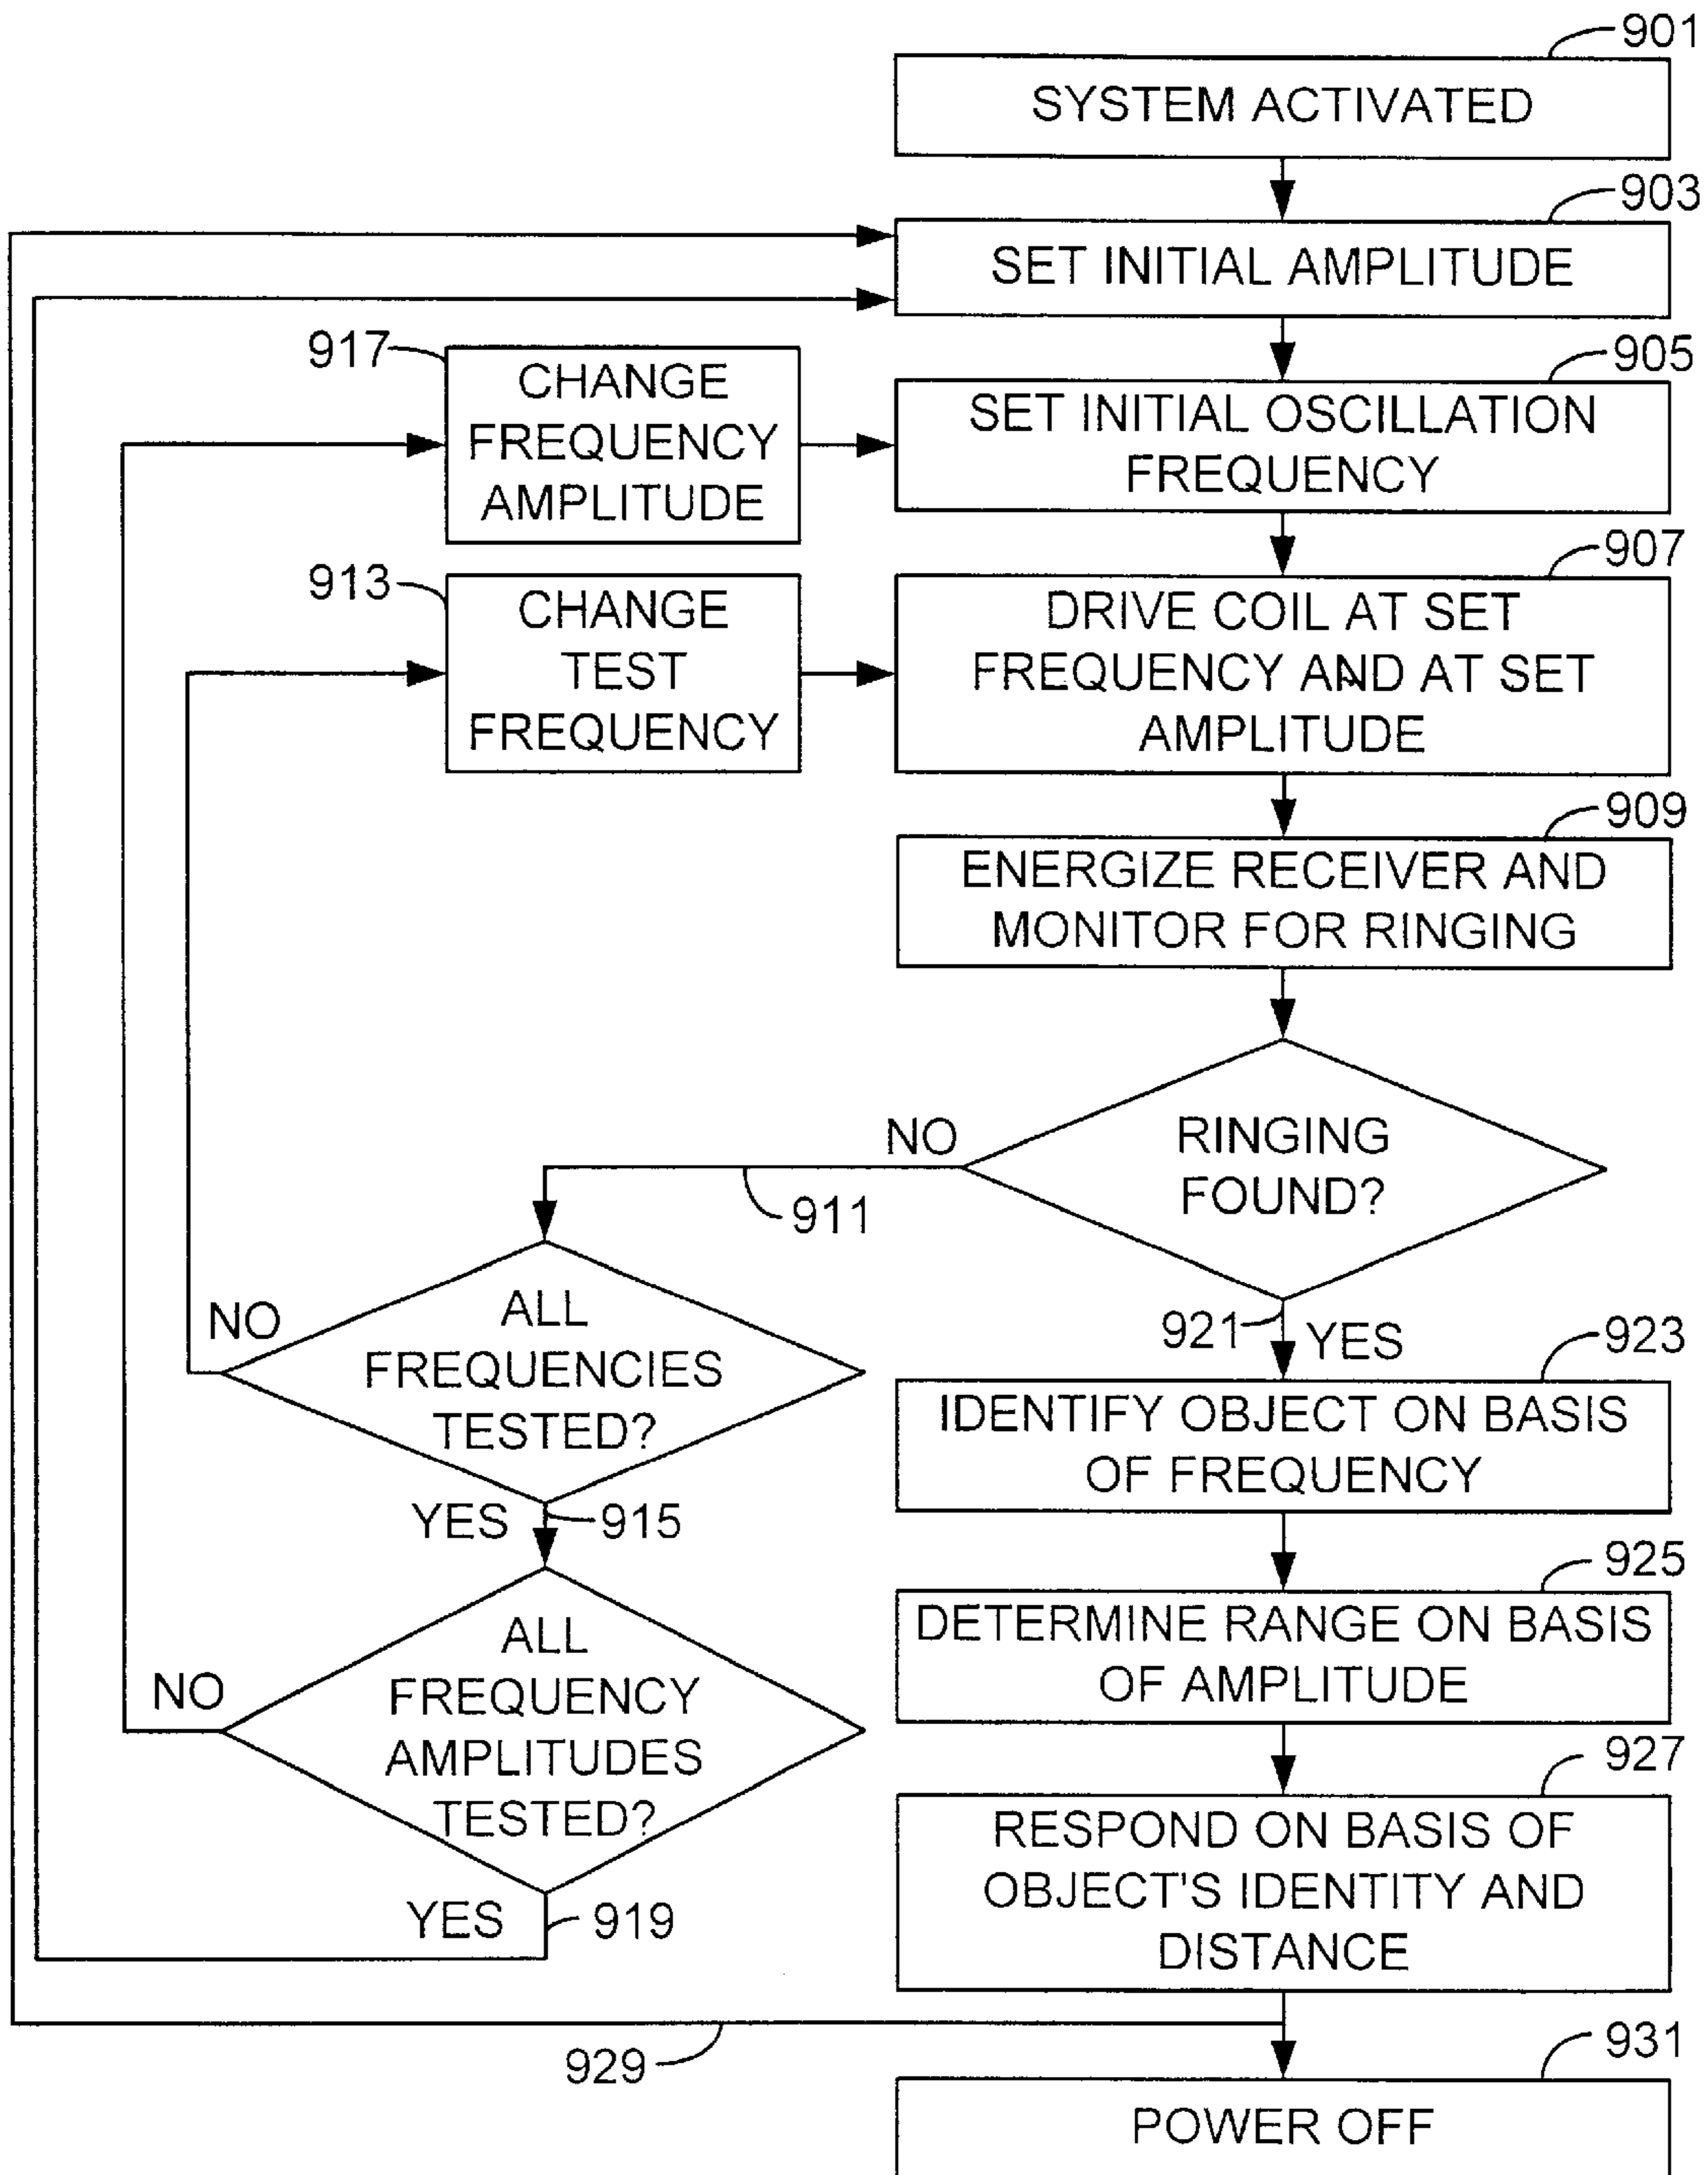 901
SYSTEM ACTIVATED
903
SET INITIAL AMPLITUDE
917
CHANGE
FREQUENCY
AMPLITUDE
905
SET INITIAL OSCILLATION
FREQUENCY
913
CHANGE
TEST
FREQUENCY
907
DRIVE COIL AT SET
FREQUENCY AND AT SET
AMPLITUDE
909
ENERGIZE RECEIVER AND
MONITOR FOR RINGING
NO
RINGING
FOUND?
911
NO
ALL
FREQUENCIES
TESTED?
921
YES
923
IDENTIFY OBJECT ON BASIS
OF FREQUENCY
YES
915
925
DETERMINE RANGE ON BASIS
OF AMPLITUDE
NO
ALL
FREQUENCY
AMPLITUDES
TESTED?
927
RESPOND ON BASIS OF
OBJECT'S IDENTITY AND
DISTANCE
YES
919
929
931
POWER OFF